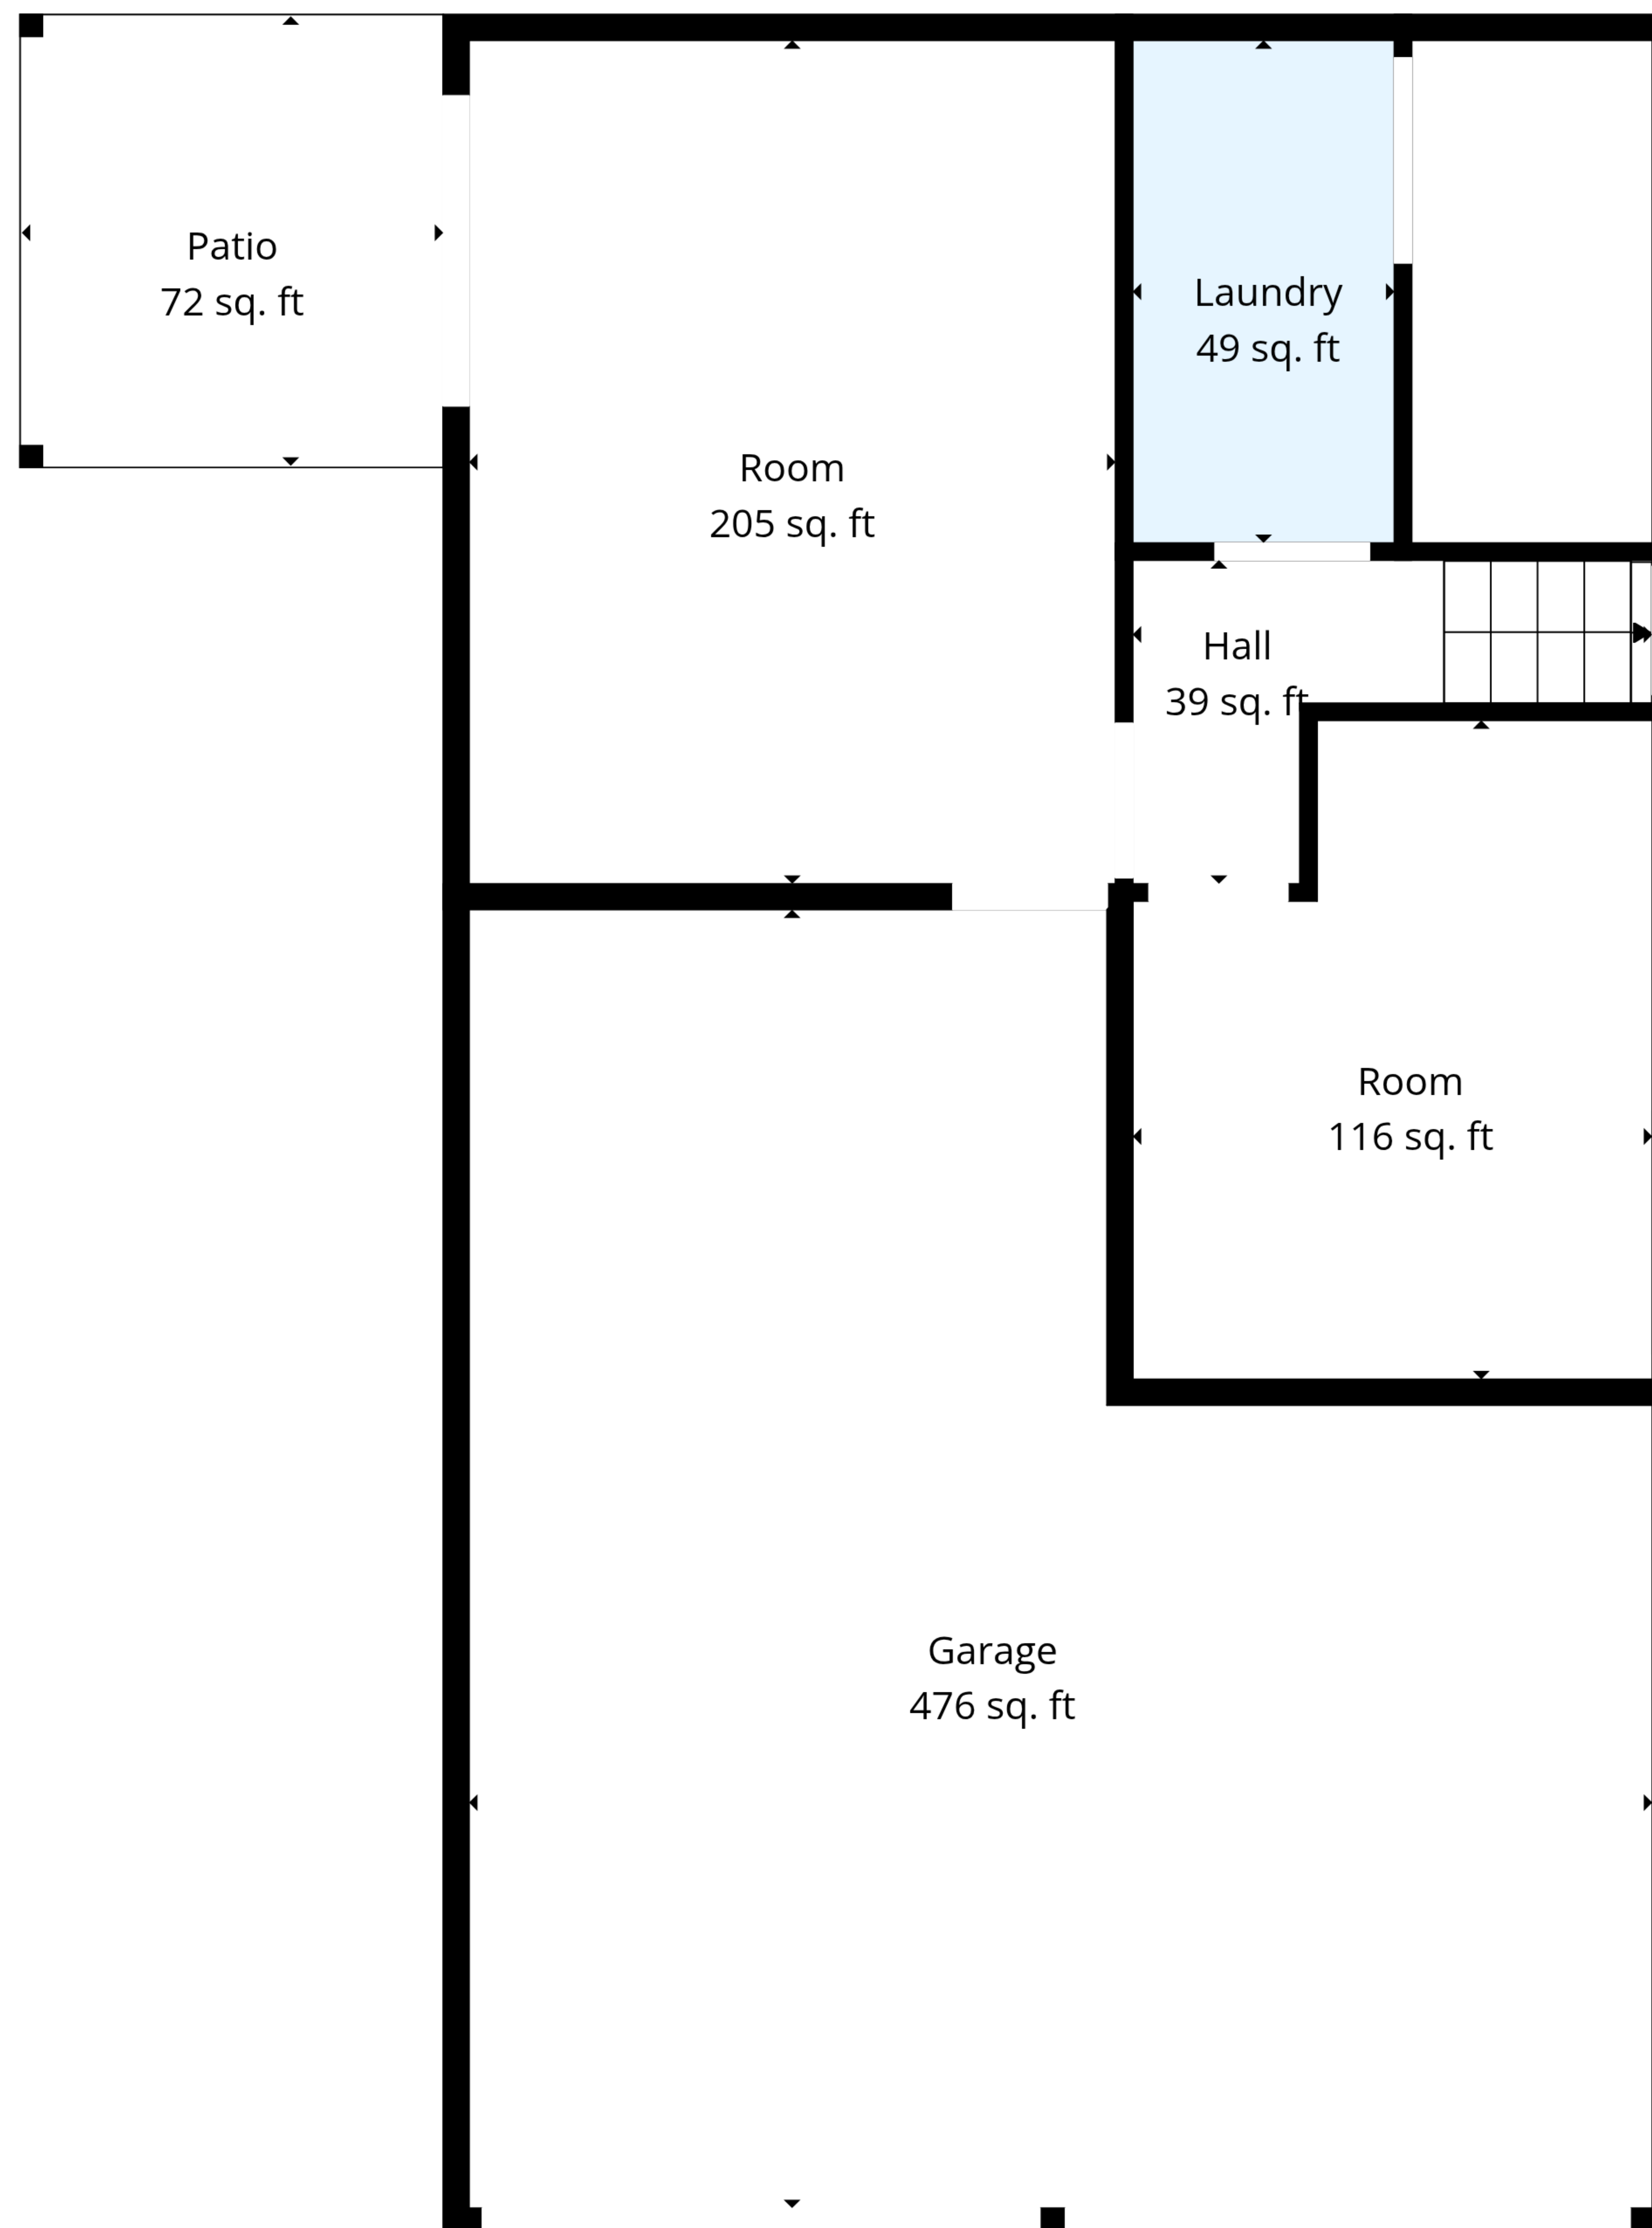 Patio
72 sq. ft
Laundry
49 sq. ft
Room
205 sq. ft
Hall
39 sq. ft
Room
116 sq. ft
Garage
476 sq. ft